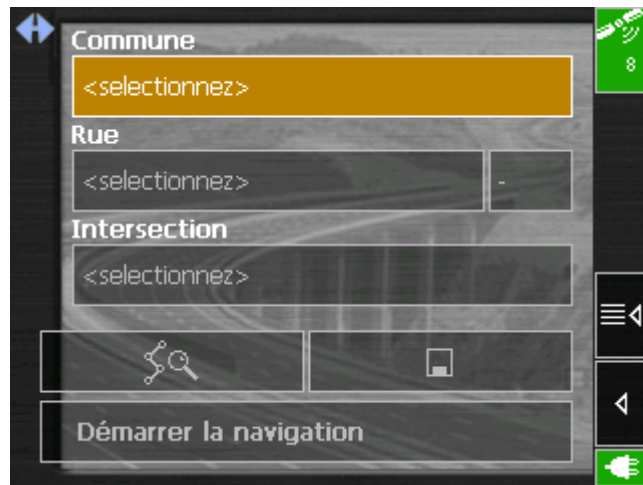 Commune
<selectionnez>
8
Rue
<selectionnez> -
Intersection
<selectionnez>
Démarrer la navigation